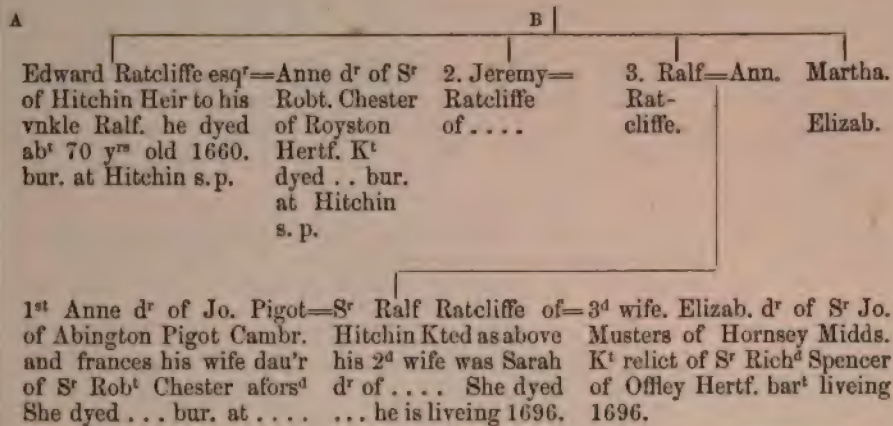 A
B
Edward Ratcliffe esqʳ=
of Hitchin Heir to his
vnkle Ralf. he dyed
abᵗ 70 yʳˢ old 1660.
bur. at Hitchin s.p.
Anne dʳ of Sʳ
Robt. Chester
of Royston
Hertf. Kᵗ
dyed . . bur.
at Hitchin
s. p.
2. Jeremy=
Ratcliffe
of . . . .
3. Ralf=Ann.
Rat-
cliffe.
Martha.
Elizab.
1ˢᵗ Anne dʳ of Jo. Pigot=
of Abington Pigot Cambr.
and frances his wife dau'r
of Sʳ Robᵗ Chester aforsᵈ
She dyed . . . bur. at . . . .
Sʳ Ralf Ratcliffe of=
Hitchin Kted as above
his 2ᵈ wife was Sarah
dʳ of . . . . She dyed
. . . he is liveing 1696.
3ᵈ wife. Elizab. dʳ of Sʳ Jo.
Musters of Hornsey Midds.
Kᵗ relict of Sʳ Richᵈ Spencer
of Offley Hertf. barᵗ liveing
1696.